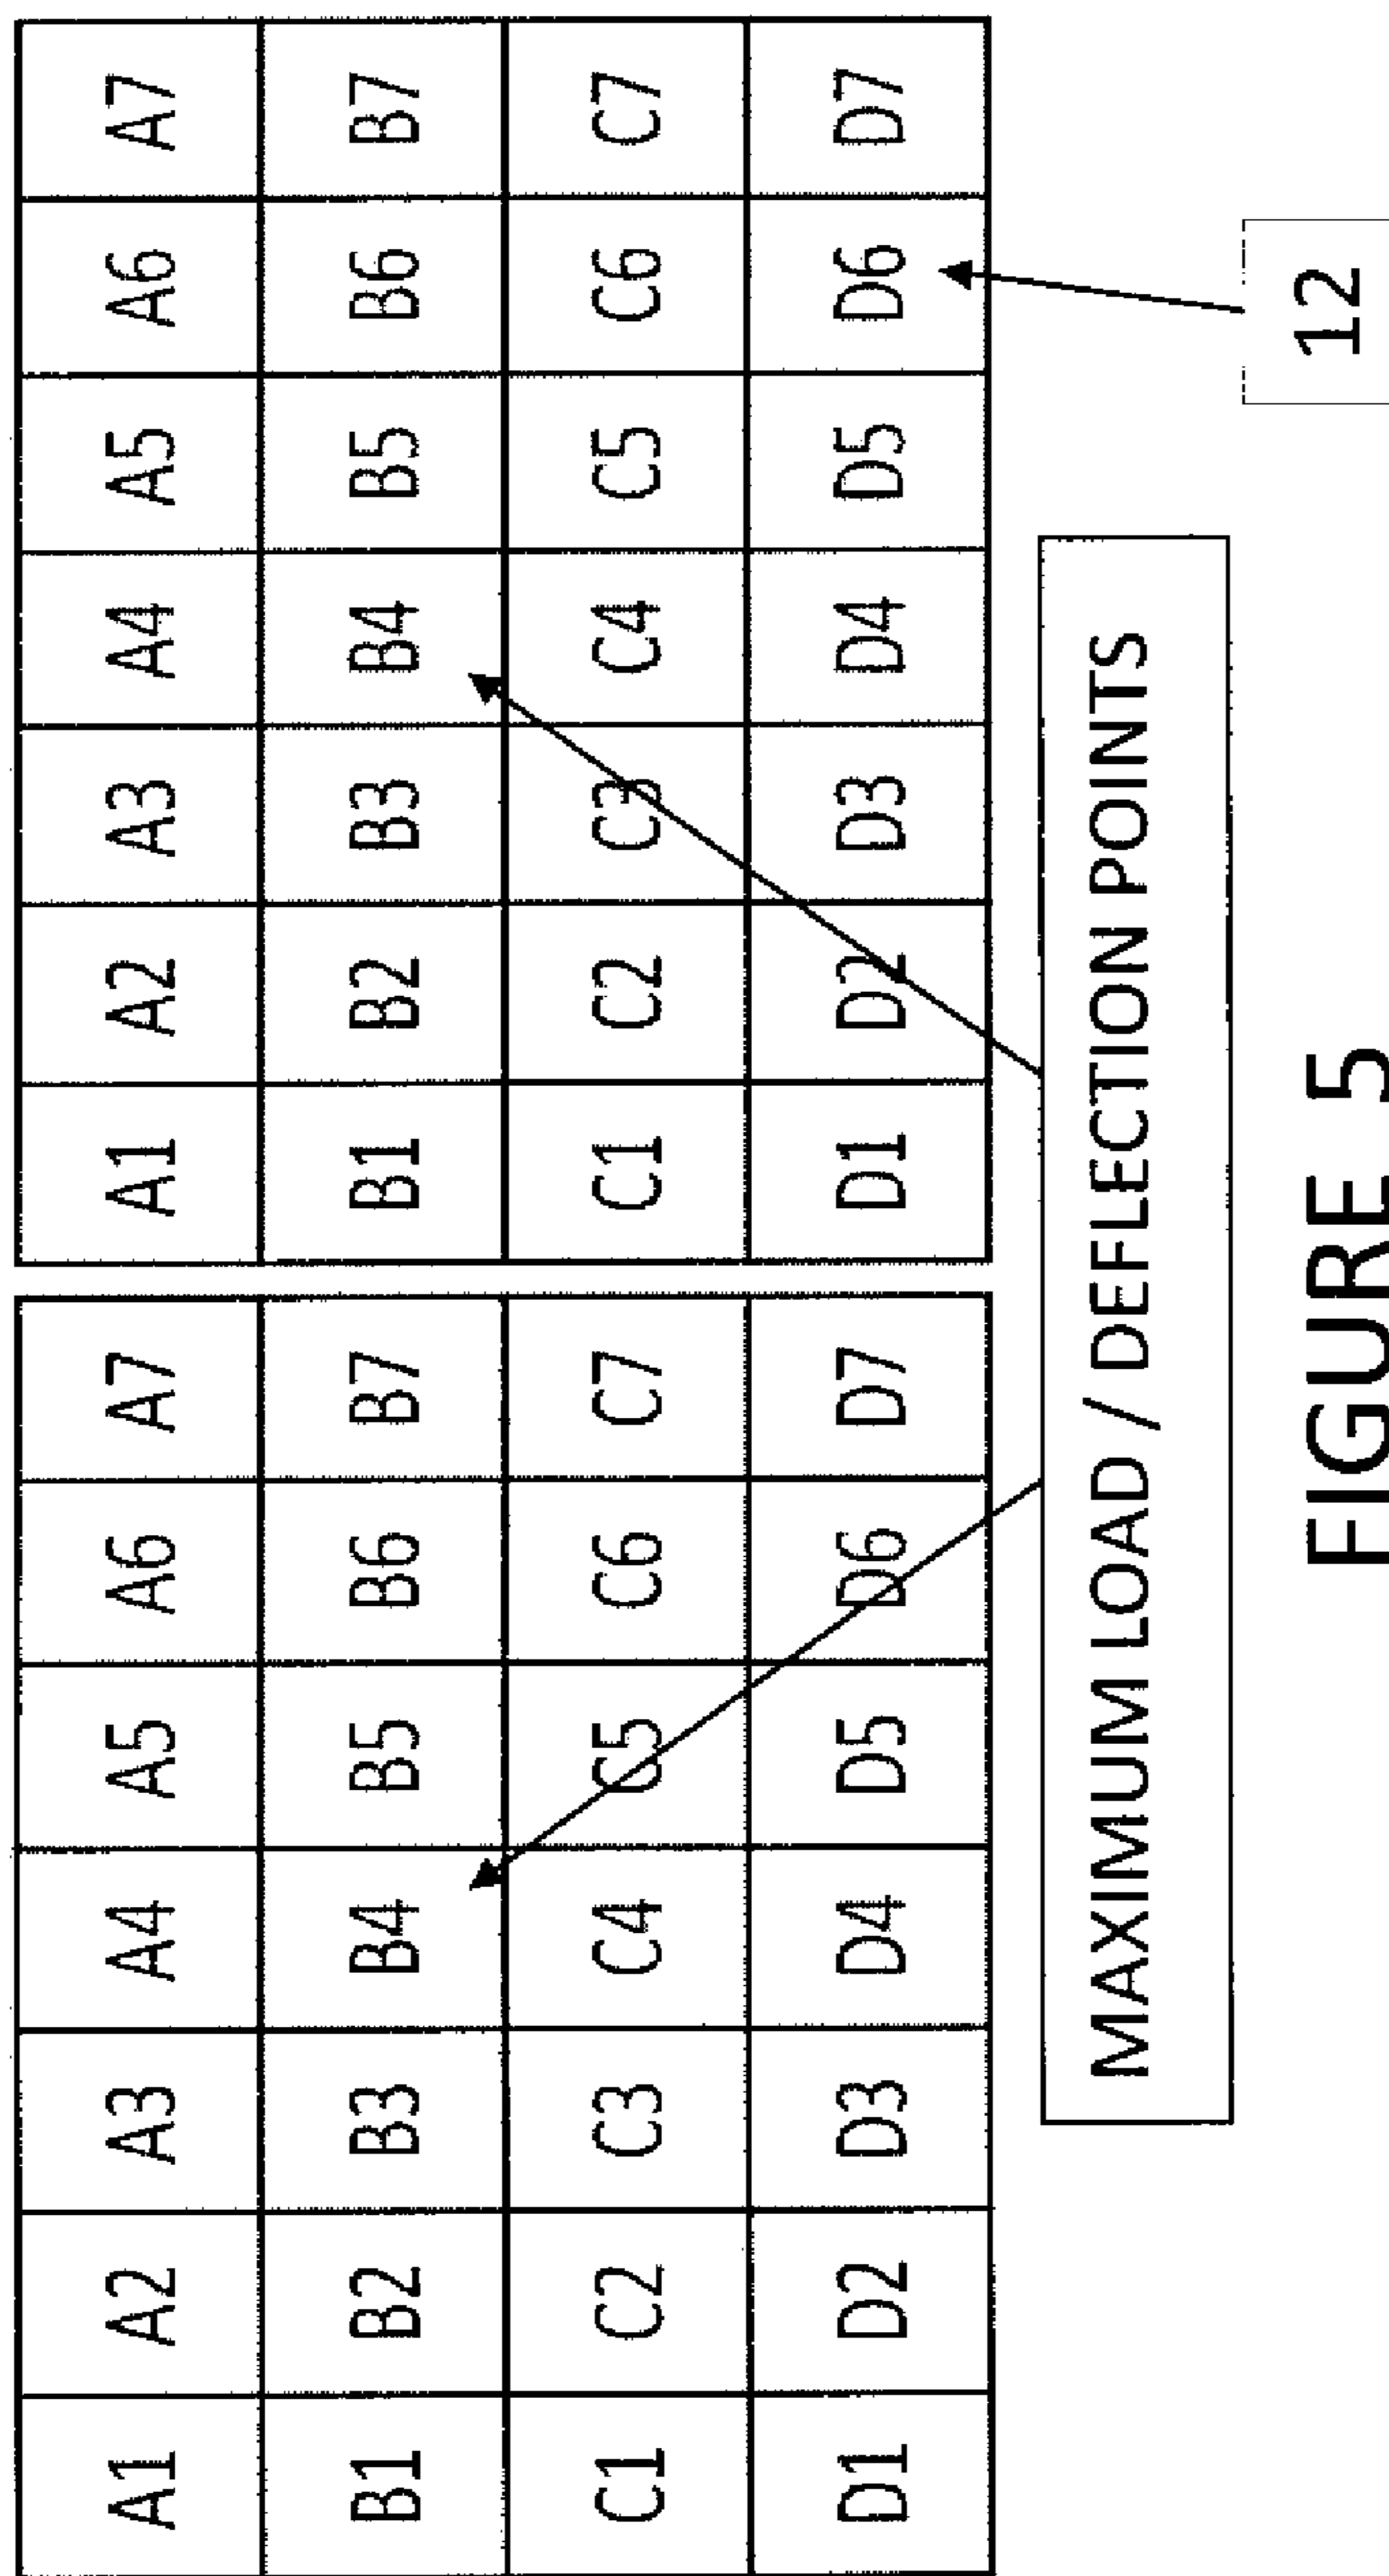 A1 A2 A3 A4 A5 A6 A7 A1 A2 A3 A4 A5 A6 A7
B1 B2 B3 B4 B5 B6 B7 B1 B2 B3 B4 B5 B6 B7
C1 C2 C3 C4 C5 C6 C7 C1 C2 C3 C4 C5 C6 C7
D1 D2 D3 D4 D5 D6 D7 D1 D2 D3 D4 D5 D6 D7
MAXIMUM LOAD / DEFLECTION POINTS
12
FIGURE 5